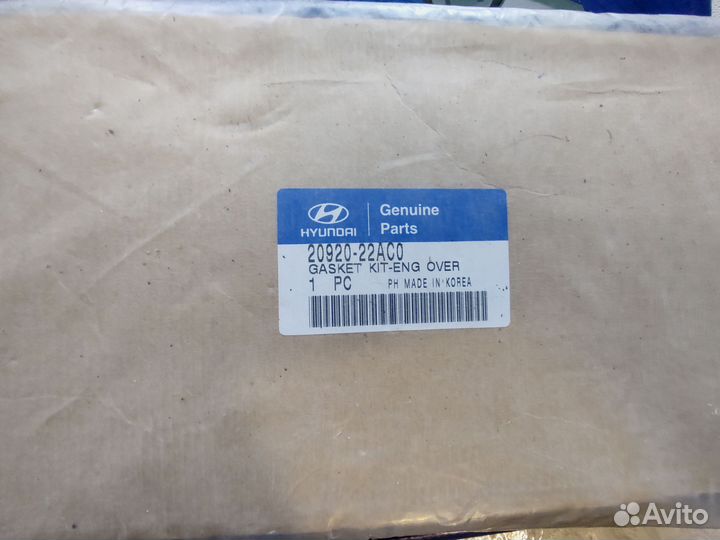 HYUNDAI
Genuine
Parts
20920-22AC0
GASKET KIT-ENG OVER
1 PC PH MADE IN KOREA
Avito